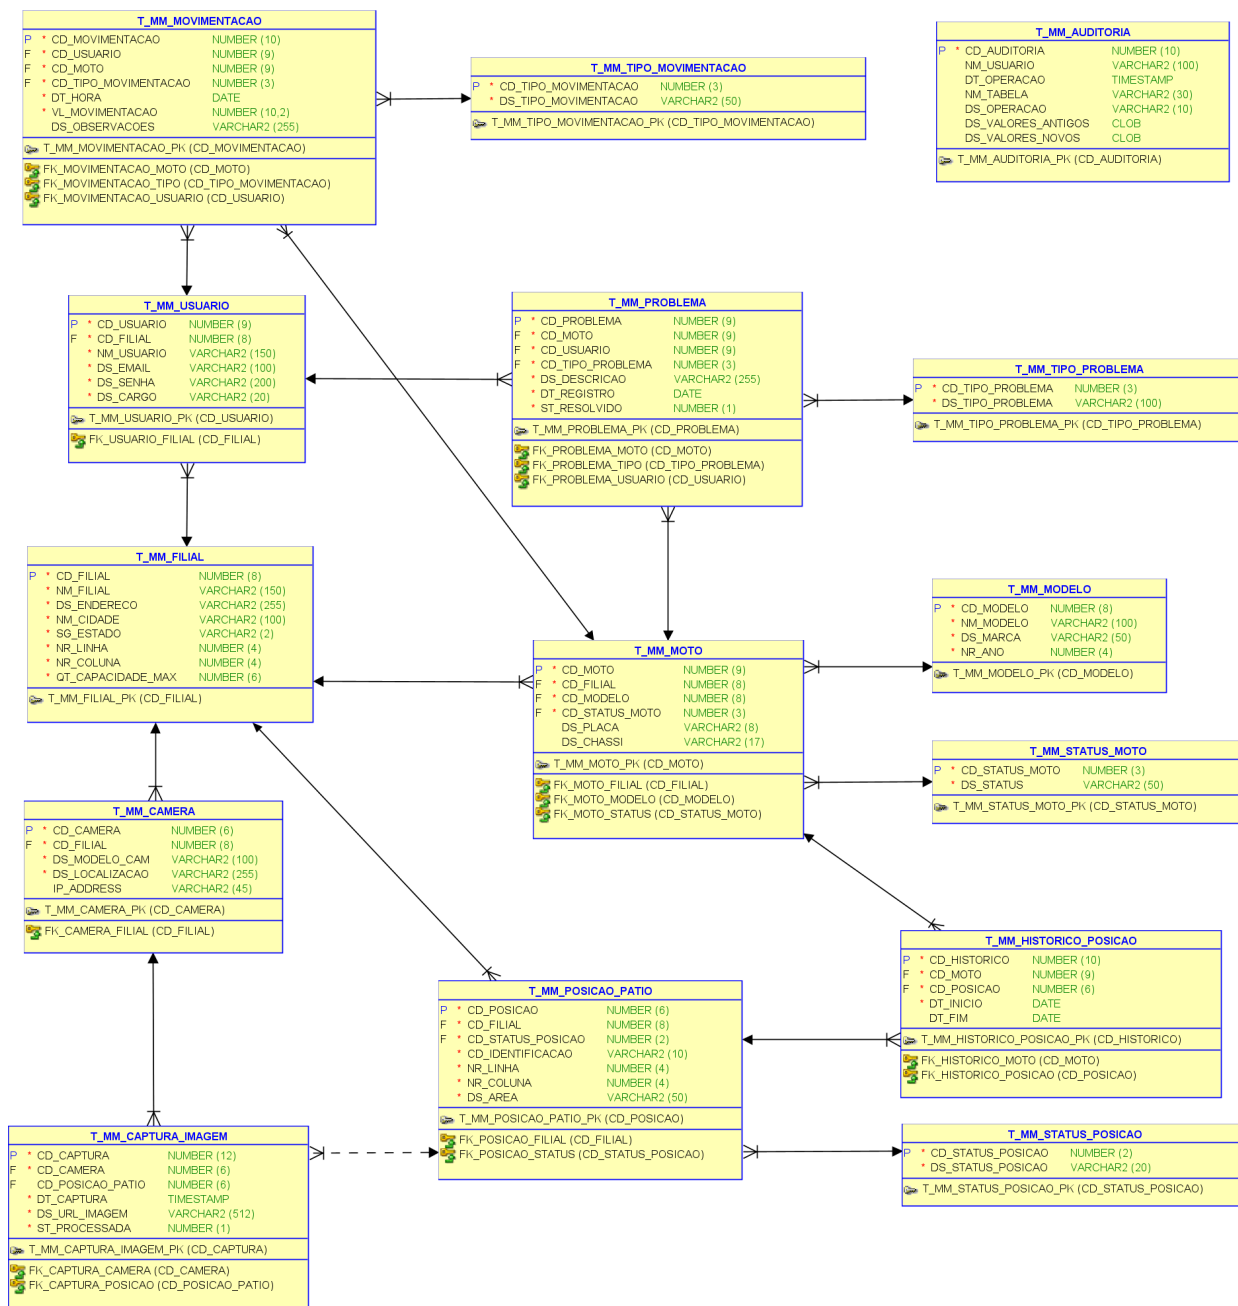 T_MM_MOVIMENTACAO
P * CD_MOVIMENTACAO NUMBER (10)
F * CD_USUARIO NUMBER (9)
F * CD_MOTO NUMBER (9)
F * CD_TIPO_MOVIMENTACAO NUMBER (3)
* DT_HORA DATE
* VL_MOVIMENTACAO NUMBER (10,2)
DS_OBSERVACOES VARCHAR2 (255)
T_MM_MOVIMENTACAO_PK (CD_MOVIMENTACAO)
FK_MOVIMENTACAO_MOTO (CD_MOTO)
FK_MOVIMENTACAO_TIPO (CD_TIPO_MOVIMENTACAO)
FK_MOVIMENTACAO_USUARIO (CD_USUARIO)
T_MM_TIPO_MOVIMENTACAO
P * CD_TIPO_MOVIMENTACAO NUMBER (3)
* DS_TIPO_MOVIMENTACAO VARCHAR2 (50)
T_MM_TIPO_MOVIMENTACAO_PK (CD_TIPO_MOVIMENTACAO)
T_MM_AUDITORIA
P * CD_AUDITORIA NUMBER (10)
NM_USUARIO VARCHAR2 (100)
DT_OPERACAO TIMESTAMP
NM_TABELA VARCHAR2 (30)
DS_OPERACAO VARCHAR2 (10)
DS_VALORES_ANTIGOS CLOB
DS_VALORES_NOVOS CLOB
T_MM_AUDITORIA_PK (CD_AUDITORIA)
T_MM_USUARIO
P * CD_USUARIO NUMBER (9)
F * CD_FILIAL NUMBER (8)
* NM_USUARIO VARCHAR2 (150)
* DS_EMAIL VARCHAR2 (100)
* DS_SENHA VARCHAR2 (200)
* DS_CARGO VARCHAR2 (20)
T_MM_USUARIO_PK (CD_USUARIO)
FK_USUARIO_FILIAL (CD_FILIAL)
T_MM_PROBLEMA
P * CD_PROBLEMA NUMBER (9)
F * CD_MOTO NUMBER (9)
F * CD_USUARIO NUMBER (9)
F * CD_TIPO_PROBLEMA NUMBER (3)
* DS_DESCRICAO VARCHAR2 (255)
* DT_REGISTRO DATE
* ST_RESOLVIDO NUMBER (1)
T_MM_PROBLEMA_PK (CD_PROBLEMA)
FK_PROBLEMA_MOTO (CD_MOTO)
FK_PROBLEMA_TIPO (CD_TIPO_PROBLEMA)
FK_PROBLEMA_USUARIO (CD_USUARIO)
T_MM_TIPO_PROBLEMA
P * CD_TIPO_PROBLEMA NUMBER (3)
* DS_TIPO_PROBLEMA VARCHAR2 (100)
T_MM_TIPO_PROBLEMA_PK (CD_TIPO_PROBLEMA)
T_MM_FILIAL
P * CD_FILIAL NUMBER (8)
* NM_FILIAL VARCHAR2 (150)
* DS_ENDERECO VARCHAR2 (255)
* NM_CIDADE VARCHAR2 (100)
* SG_ESTADO VARCHAR2 (2)
* NR_LINHA NUMBER (4)
* NR_COLUNA NUMBER (4)
* QT_CAPACIDADE_MAX NUMBER (6)
T_MM_FILIAL_PK (CD_FILIAL)
T_MM_MOTO
P * CD_MOTO NUMBER (9)
F * CD_FILIAL NUMBER (8)
F * CD_MODELO NUMBER (8)
F * CD_STATUS_MOTO NUMBER (3)
DS_PLACA VARCHAR2 (8)
DS_CHASSI VARCHAR2 (17)
T_MM_MOTO_PK (CD_MOTO)
FK_MOTO_FILIAL (CD_FILIAL)
FK_MOTO_MODELO (CD_MODELO)
FK_MOTO_STATUS (CD_STATUS_MOTO)
T_MM_MODELO
P * CD_MODELO NUMBER (8)
* NM_MODELO VARCHAR2 (100)
* DS_MARCA VARCHAR2 (50)
* NR_ANO NUMBER (4)
T_MM_MODELO_PK (CD_MODELO)
T_MM_STATUS_MOTO
P * CD_STATUS_MOTO NUMBER (3)
* DS_STATUS VARCHAR2 (50)
T_MM_STATUS_MOTO_PK (CD_STATUS_MOTO)
T_MM_CAMERA
P * CD_CAMERA NUMBER (6)
F * CD_FILIAL NUMBER (8)
* DS_MODELO_CAM VARCHAR2 (100)
* DS_LOCALIZACAO VARCHAR2 (255)
IP_ADDRESS VARCHAR2 (45)
T_MM_CAMERA_PK (CD_CAMERA)
FK_CAMERA_FILIAL (CD_FILIAL)
T_MM_HISTORICO_POSICAO
P * CD_HISTORICO NUMBER (10)
F * CD_MOTO NUMBER (9)
F * CD_POSICAO NUMBER (6)
* DT_INICIO DATE
DT_FIM DATE
T_MM_HISTORICO_POSICAO_PK (CD_HISTORICO)
FK_HISTORICO_MOTO (CD_MOTO)
FK_HISTORICO_POSICAO (CD_POSICAO)
T_MM_POSICAO_PATIO
P * CD_POSICAO NUMBER (6)
F * CD_FILIAL NUMBER (8)
F * CD_STATUS_POSICAO NUMBER (2)
* CD_IDENTIFICACAO VARCHAR2 (10)
* NR_LINHA NUMBER (4)
* NR_COLUNA NUMBER (4)
* DS_AREA VARCHAR2 (50)
T_MM_POSICAO_PATIO_PK (CD_POSICAO)
FK_POSICAO_FILIAL (CD_FILIAL)
FK_POSICAO_STATUS (CD_STATUS_POSICAO)
T_MM_CAPTURA_IMAGEM
P * CD_CAPTURA NUMBER (12)
F * CD_CAMERA NUMBER (6)
F CD_POSICAO_PATIO NUMBER (6)
* DT_CAPTURA TIMESTAMP
* DS_URL_IMAGEM VARCHAR2 (512)
* ST_PROCESSADA NUMBER (1)
T_MM_CAPTURA_IMAGEM_PK (CD_CAPTURA)
FK_CAPTURA_CAMERA (CD_CAMERA)
FK_CAPTURA_POSICAO (CD_POSICAO_PATIO)
T_MM_STATUS_POSICAO
P * CD_STATUS_POSICAO NUMBER (2)
* DS_STATUS_POSICAO VARCHAR2 (20)
T_MM_STATUS_POSICAO_PK (CD_STATUS_POSICAO)